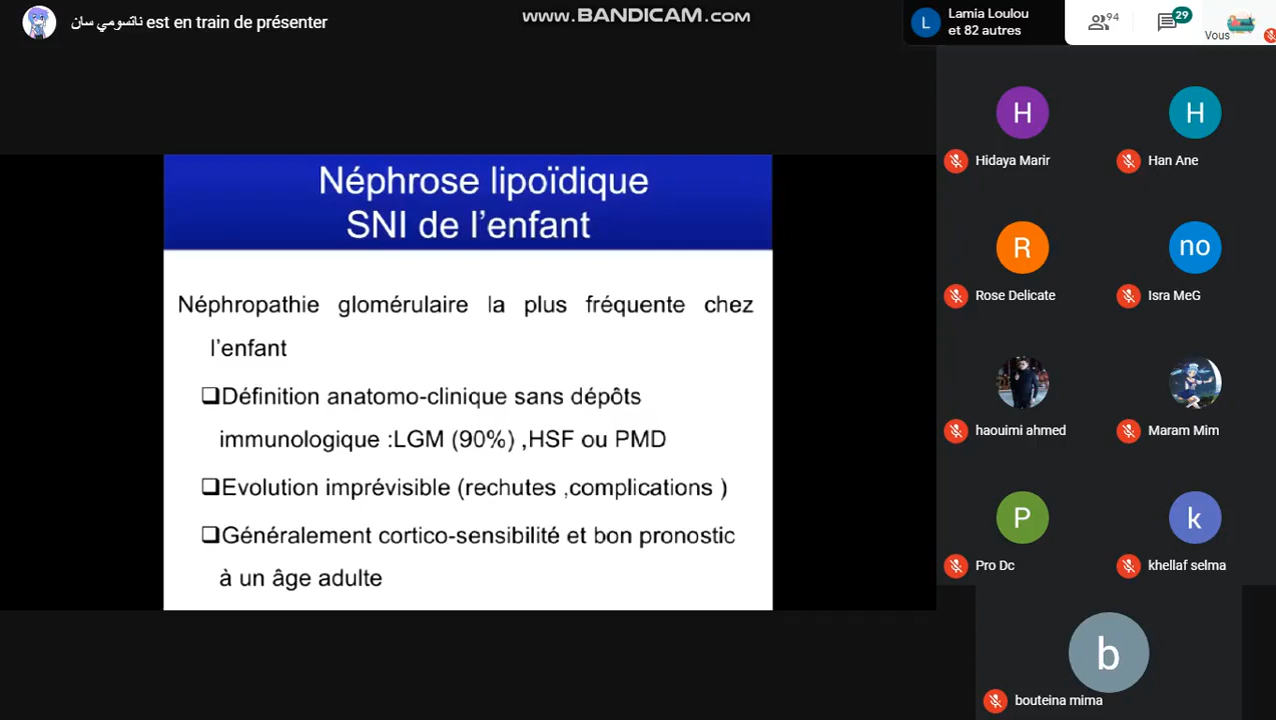 ناتسومي سان est en train de présenter
www.BANDICAM.com
L
Lamia Loulou
et 82 autres
94
29
Vous
Néphrose lipoïdique
SNI de l'enfant
Néphropathie glomérulaire la plus fréquente chez
l'enfant
❑Définition anatomo-clinique sans dépôts
immunologique :LGM (90%) ,HSF ou PMD
❑Evolution imprévisible (rechutes ,complications )
❑Généralement cortico-sensibilité et bon pronostic
à un âge adulte
H
Hidaya Marir
H
Han Ane
R
Rose Delicate
no
Isra MeG
haouimi ahmed
Maram Mim
P
Pro Dc
k
khellaf selma
b
bouteina mima